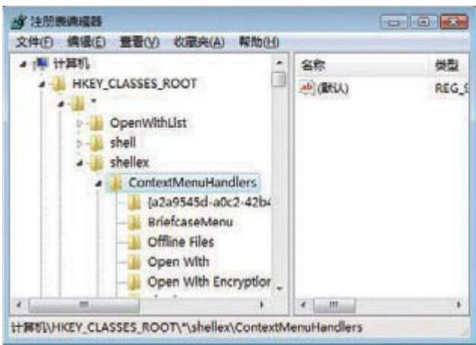 注册表编辑器
文件(F) 编辑(E) 查看(V) 收藏夹(A) 帮助(H)
计算机
HKEY_CLASSES_ROOT
*
OpenWithList
shell
shellex
ContextMenuHandlers
{a2a9545d-a0c2-42b4
BriefcaseMenu
Offline Files
Open With
Open With Encryption
名称 类型
ab (默认) REG_S
计算机\HKEY_CLASSES_ROOT\*\shellex\ContextMenuHandlers